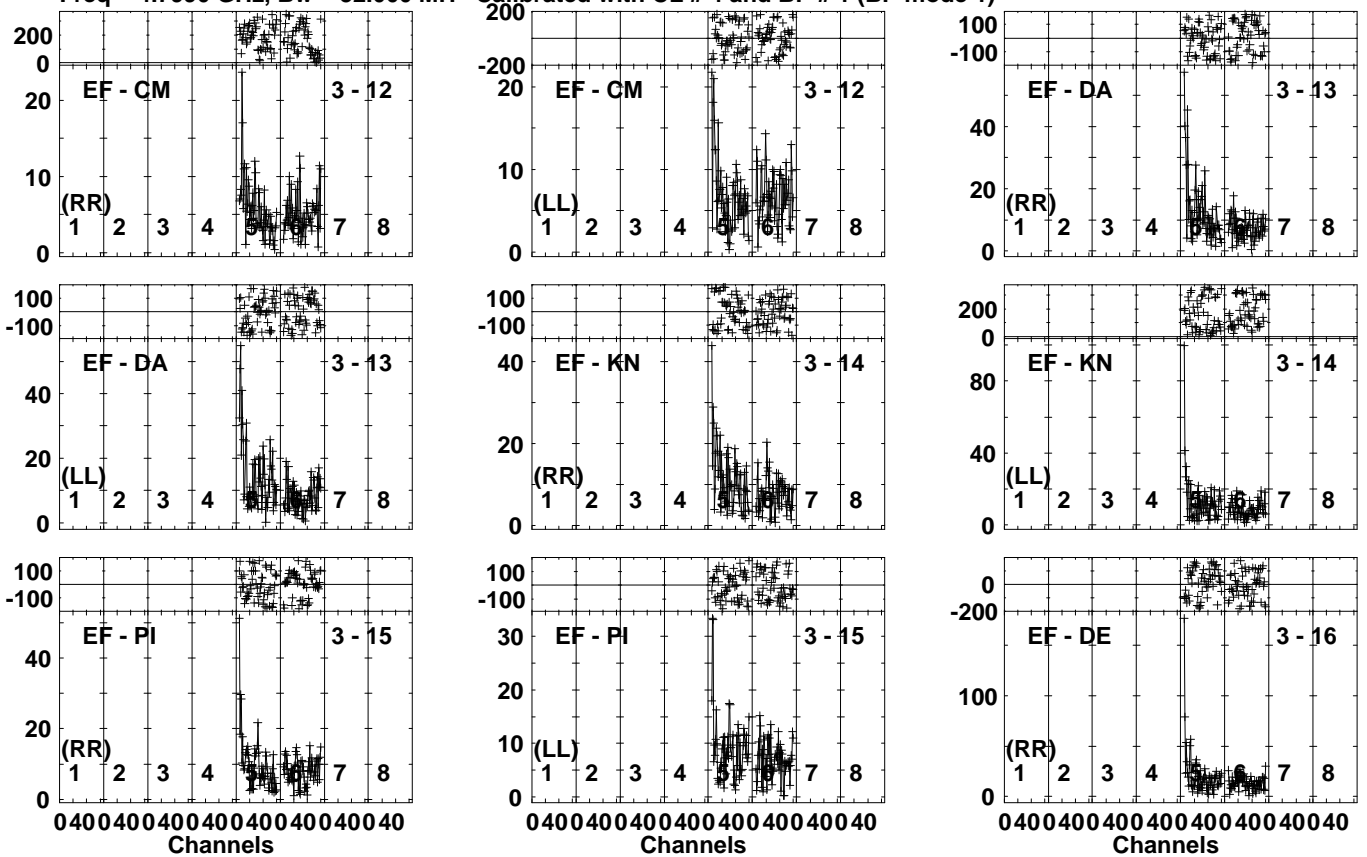 200 200 100
0 -200 -100
EF - CM 3 - 12 EF - CM 3 - 12 EF - DA 3 - 13
20 20 40
10 10 20
(RR) (LL) (RR)
1 2 3 4 5 6 7 8 1 2 3 4 5 6 7 8 1 2 3 4 5 6 7 8
0 0 0
100 100 200
-100 -100 0
EF - DA 3 - 13 EF - KN 3 - 14 EF - KN 3 - 14
40 40 80
20 20 40
(LL) (RR) (LL)
1 2 3 4 5 6 7 8 1 2 3 4 5 6 7 8 1 2 3 4 5 6 7 8
0 0 0
100 100 0
-100 -100 -200
EF - PI 3 - 15 EF - PI 3 - 15 EF - DE 3 - 16
40 30 100
20 20
10
(RR) (LL) (RR)
1 2 3 4 5 6 7 8 1 2 3 4 5 6 7 8 1 2 3 4 5 6 7 8
0 0 0
0 40 0 40 0 40 0 40 0 40 0 40 0 40 0 40 0 40 0 40 0 40 0 40 0 40 0 40 0 40 0 40 0 40 0 40 0 40 0 40 0 40 0 40 0 40 0 40
Channels Channels Channels